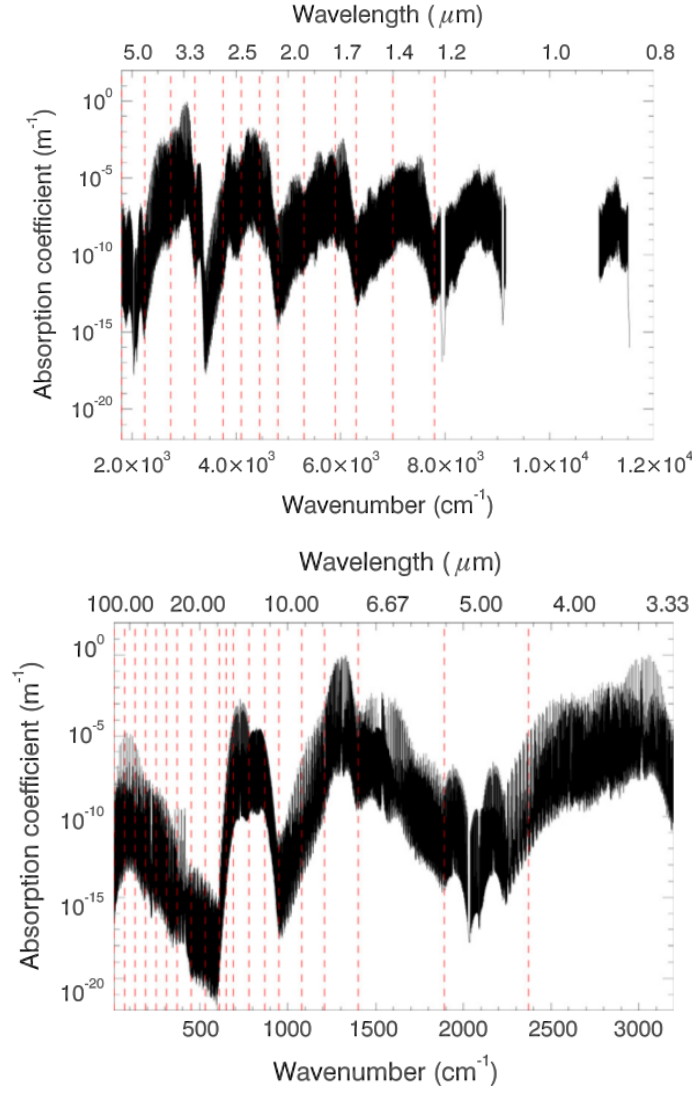 Wavelength (μm)
5.0 3.3 2.5 2.0 1.7 1.4 1.2 1.0 0.8
Absorption coefficient (m⁻¹)
10⁰
10⁻⁵
10⁻¹⁰
10⁻¹⁵
10⁻²⁰
2.0×10³ 4.0×10³ 6.0×10³ 8.0×10³ 1.0×10⁴ 1.2×10⁴
Wavenumber (cm⁻¹)
Wavelength (μm)
100.00 20.00 10.00 6.67 5.00 4.00 3.33
Absorption coefficient (m⁻¹)
10⁰
10⁻⁵
10⁻¹⁰
10⁻¹⁵
10⁻²⁰
500 1000 1500 2000 2500 3000
Wavenumber (cm⁻¹)